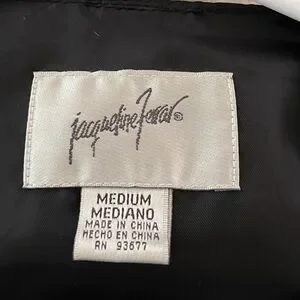 jacqueline ferrar®
MEDIUM
MEDIANO
MADE IN CHINA
HECHO EN CHINA
RN 93677